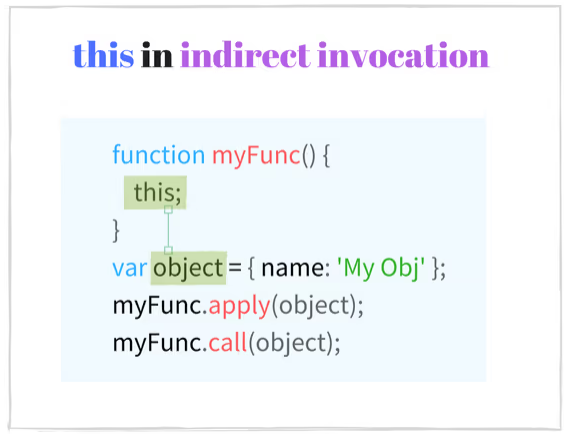 this in indirect invocation
function myFunc() {
this;
}
var object = { name: 'My Obj' };
myFunc.apply(object);
myFunc.call(object);